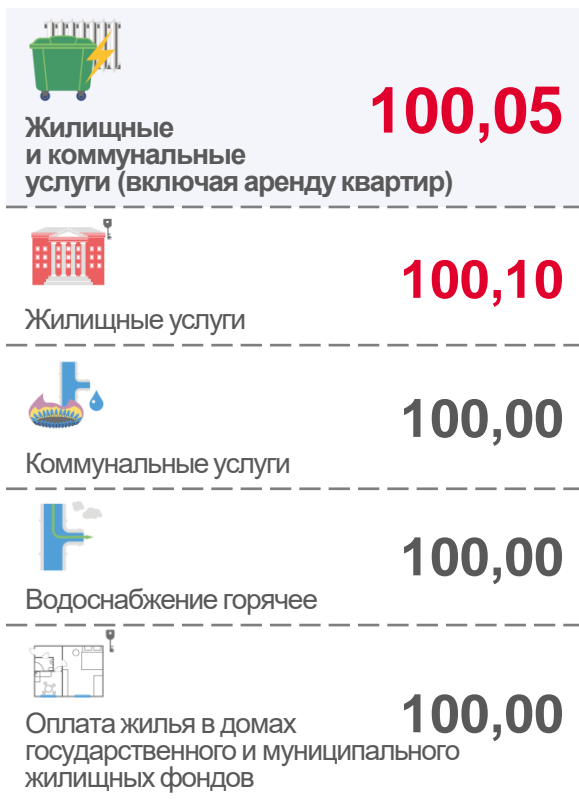 100,05
Жилищные
и коммунальные
услуги (включая аренду квартир)
100,10
Жилищные услуги
100,00
Коммунальные услуги
100,00
Водоснабжение горячее
100,00
Оплата жилья в домах
государственного и муниципального
жилищных фондов